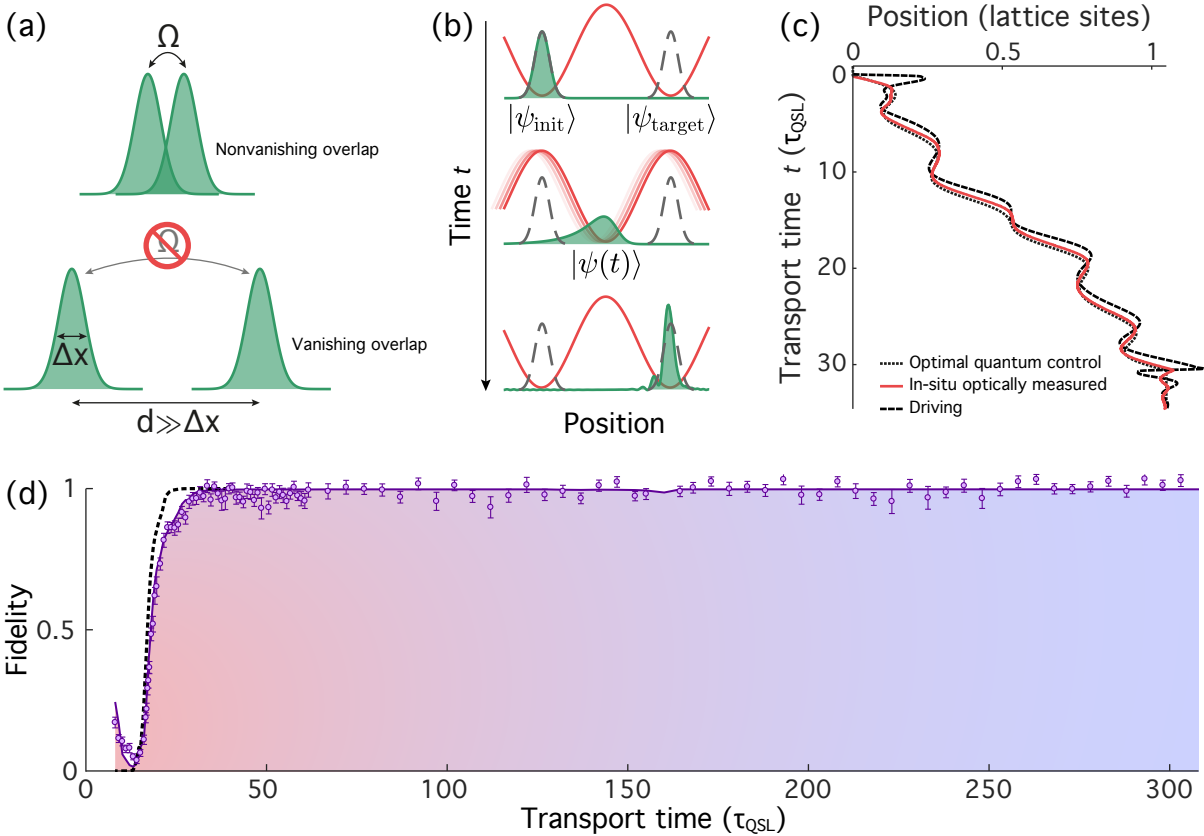 (a)
Ω
Nonvanishing overlap
Ω
Δx
Vanishing overlap
d≫Δx
(b)
Time t
|ψinit⟩
|ψtarget⟩
|ψ(t)⟩
Position
(c)
Position (lattice sites)
0
0.5
1
0
10
20
30
Transport time t (τQSL)
Optimal quantum control
In-situ optically measured
Driving
(d)
Fidelity
1
0.5
0
0
50
100
150
200
250
300
Transport time (τQSL)